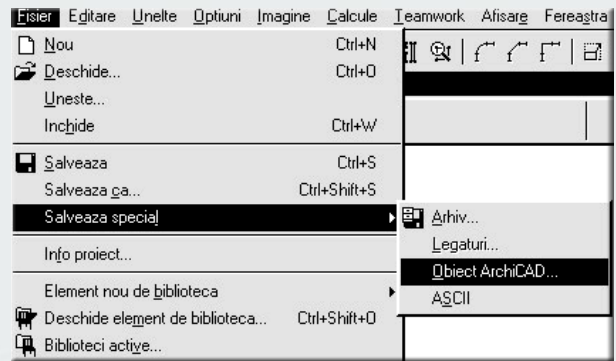 Fisier Editare Unelte Optiuni Imagine Calcule Teamwork Afisare Fereastra
Nou Ctrl+N
Deschide... Ctrl+O
Uneste...
Inchide Ctrl+W
Salveaza Ctrl+S
Salveaza ca... Ctrl+Shift+S
Salveaza special
Arhiv...
Legaturi...
Obiect ArchiCAD...
ASCII
Info proiect...
Element nou de biblioteca
Deschide element de biblioteca... Ctrl+Shift+O
Biblioteci active...